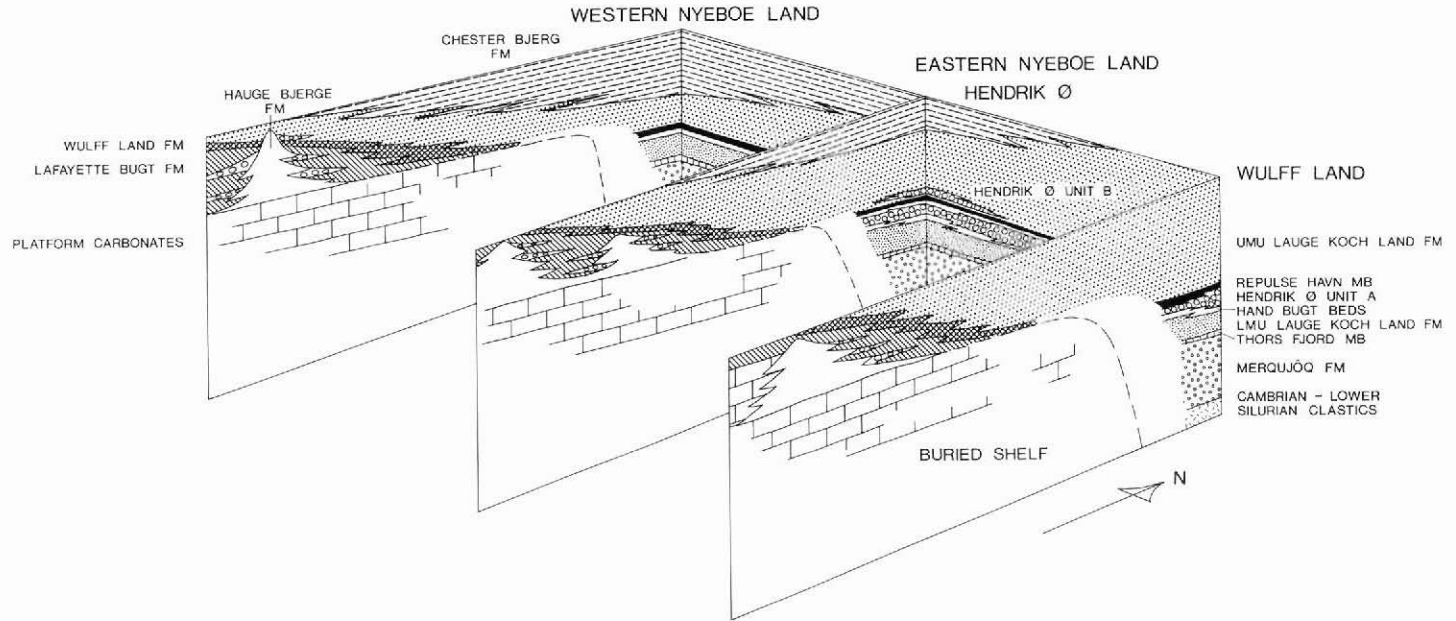 WESTERN NYEBOE LAND
CHESTER BJERG
FM
EASTERN NYEBOE LAND
HENDRIK Ø
HAUGE BJERGE
FM
WULFF LAND FM
LAFAYETTE BUGT FM
WULFF LAND
HENDRIK Ø UNIT B
PLATFORM CARBONATES
UMU LAUGE KOCH LAND FM
REPULSE HAVN MB
HENDRIK Ø UNIT A
HAND BUGT BEDS
LMU LAUGE KOCH LAND FM
THORS FJORD MB
MERQUJÔQ FM
CAMBRIAN – LOWER
SILURIAN CLASTICS
BURIED SHELF
N